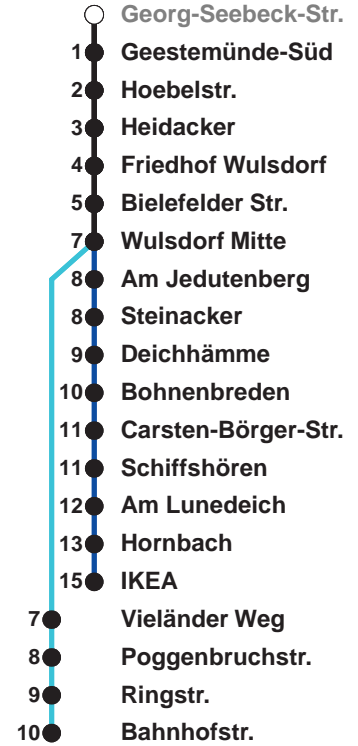 Georg-Seebeck-Str.
1 Geestemünde-Süd
2 Hoebelstr.
3 Heidacker
4 Friedhof Wulsdorf
5 Bielefelder Str.
7 Wulsdorf Mitte
8 Am Jedutenberg
8 Steinacker
9 Deichhämme
10 Bohnenbreden
11 Carsten-Börger-Str.
11 Schiffshören
12 Am Lunedeich
13 Hornbach
15 IKEA
7 Vieländer Weg
8 Poggenbruchstr.
9 Ringstr.
10 Bahnhofstr.